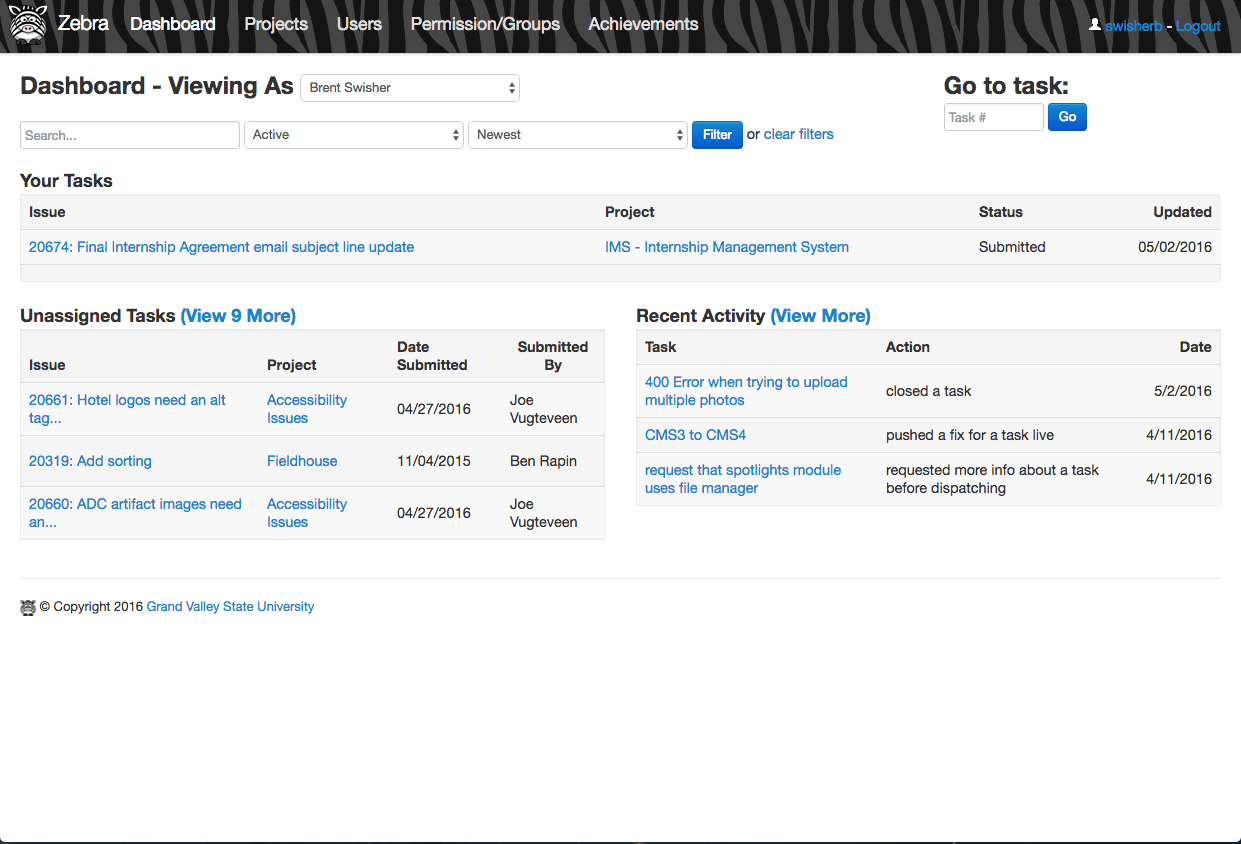 Zebra Dashboard Projects Users Permission/Groups Achievements swisherb - Logout
Dashboard - Viewing As Brent Swisher
Go to task:
Task # Go
Search... Active Newest Filter or clear filters
Your Tasks
Issue Project Status Updated
20674: Final Internship Agreement email subject line update IMS - Internship Management System Submitted 05/02/2016
Unassigned Tasks (View 9 More)
Issue Project Date Submitted Submitted By
20661: Hotel logos need an alt tag... Accessibility Issues 04/27/2016 Joe Vugteveen
20319: Add sorting Fieldhouse 11/04/2015 Ben Rapin
20660: ADC artifact images need an... Accessibility Issues 04/27/2016 Joe Vugteveen
Recent Activity (View More)
Task Action Date
400 Error when trying to upload multiple photos closed a task 5/2/2016
CMS3 to CMS4 pushed a fix for a task live 4/11/2016
request that spotlights module uses file manager requested more info about a task before dispatching 4/11/2016
© Copyright 2016 Grand Valley State University